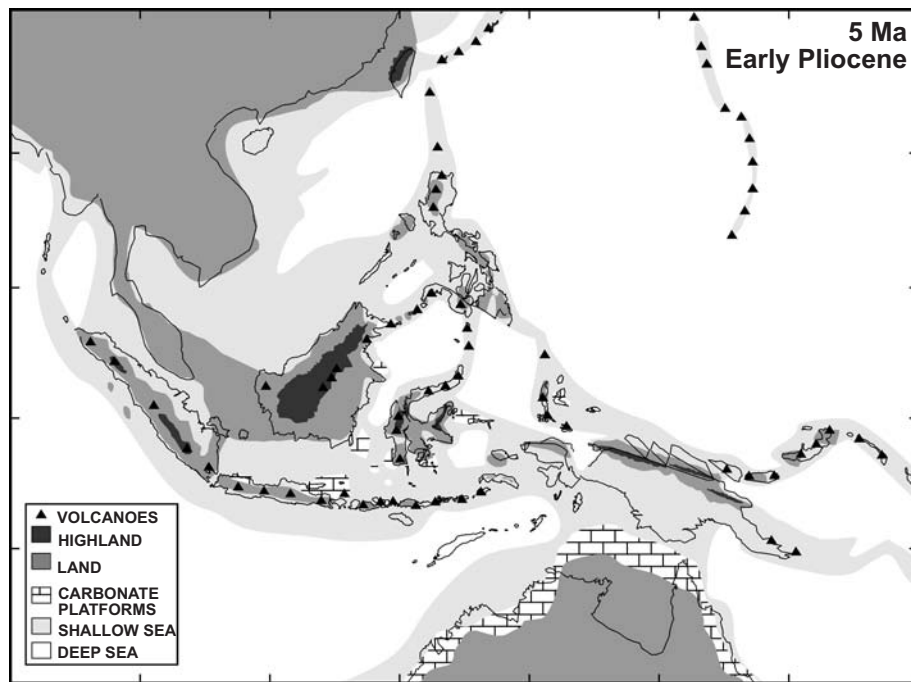 5 Ma
Early Pliocene
VOLCANOES
HIGHLAND
LAND
CARBONATE
PLATFORMS
SHALLOW SEA
DEEP SEA